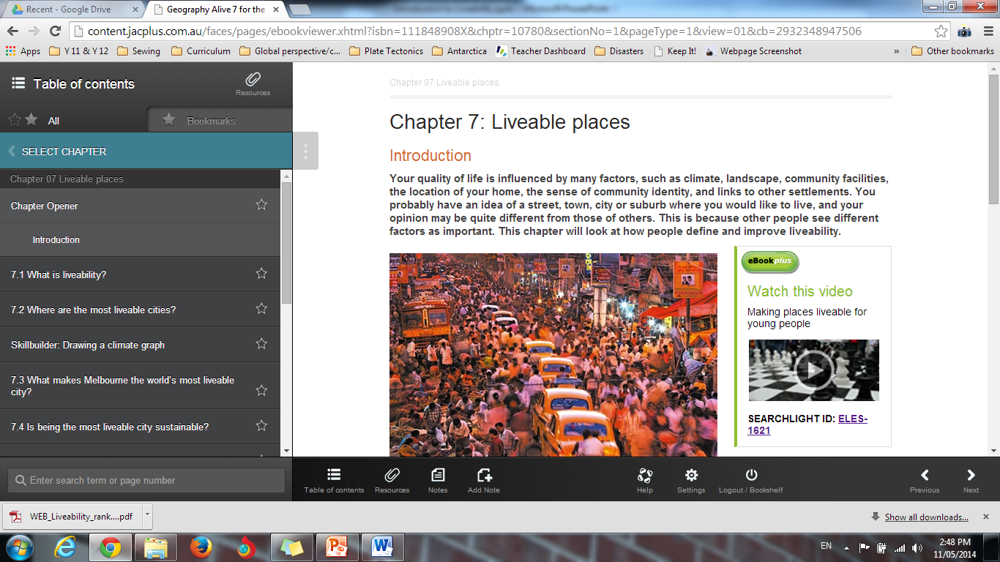 Recent - Google Drive
Geography Alive 7 for the
content.jacplus.com.au/faces/pages/ebookviewer.xhtml?isbn=111848908X&chptr=10780&sectionNo=1&pageType=1&view=01&cb=2932348947506
Apps Y 11 & Y 12 Sewing Curriculum Global perspective/c... Plate Tectonics Antarctica Teacher Dashboard Disasters Keep It! Webpage Screenshot » Other bookmarks
Table of contents
Resources
All
Bookmarks
SELECT CHAPTER
Chapter 07 Liveable places
Chapter Opener
Introduction
7.1 What is liveability?
7.2 Where are the most liveable cities?
Skillbuilder: Drawing a climate graph
7.3 What makes Melbourne the world's most liveable
city?
7.4 Is being the most liveable city sustainable?
Enter search term or page number
Chapter 07 Liveable places
Chapter 7: Liveable places
Introduction
Your quality of life is influenced by many factors, such as climate, landscape, community facilities,
the location of your home, the sense of community identity, and links to other settlements. You
probably have an idea of a street, town, city or suburb where you would like to live, and your
opinion may be quite different from those of others. This is because other people see different
factors as important. This chapter will look at how people define and improve liveability.
eBookplus
Watch this video
Making places liveable for
young people
SEARCHLIGHT ID: ELES-
1621
Table of contents Resources Notes Add Note Help Settings Logout / Bookshelf Previous Next
WEB_Liveability_rank....pdf
Show all downloads...
EN
2:48 PM
11/05/2014